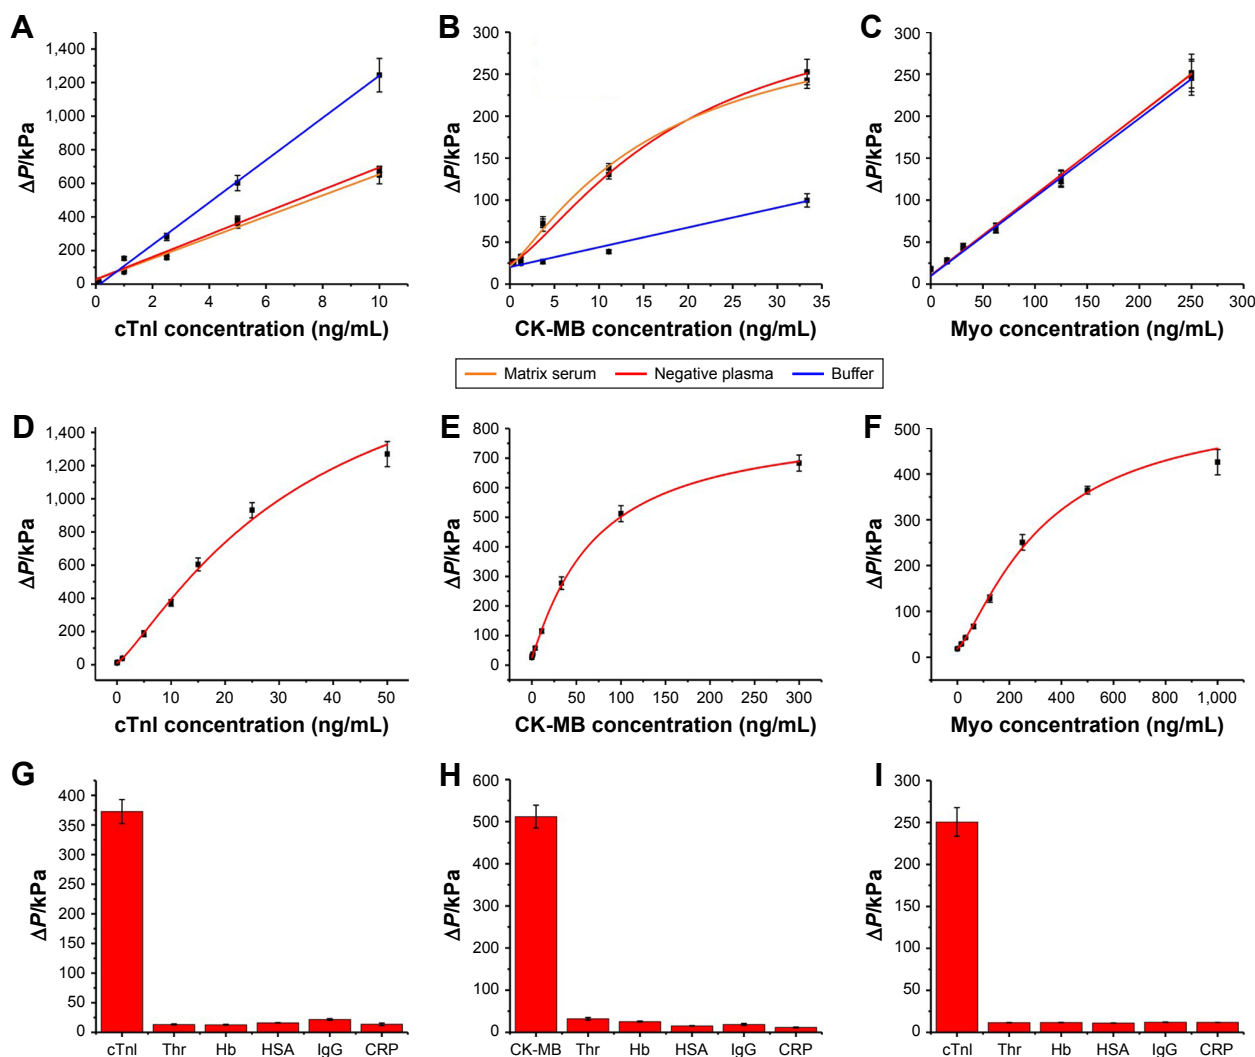 A
B
C
1,400
1,200
1,000
800
600
400
200
0
ΔP/kPa
0 2 4 6 8 10
cTnI concentration (ng/mL)
300
250
200
150
100
50
0
ΔP/kPa
0 5 10 15 20 25 30 35
CK-MB concentration (ng/mL)
300
250
200
150
100
50
0
ΔP/kPa
0 50 100 150 200 250 300
Myo concentration (ng/mL)
Matrix serum Negative plasma Buffer
D
E
F
1,400
1,200
1,000
800
600
400
200
0
ΔP/kPa
0 10 20 30 40 50
cTnI concentration (ng/mL)
800
700
600
500
400
300
200
100
0
ΔP/kPa
0 50 100 150 200 250 300
CK-MB concentration (ng/mL)
500
400
300
200
100
0
ΔP/kPa
0 200 400 600 800 1,000
Myo concentration (ng/mL)
G
H
I
400
350
300
250
200
150
100
50
0
ΔP/kPa
cTnI Thr Hb HSA IgG CRP
600
500
400
300
200
100
0
ΔP/kPa
CK-MB Thr Hb HSA IgG CRP
300
250
200
150
100
50
0
ΔP/kPa
cTnI Thr Hb HSA IgG CRP